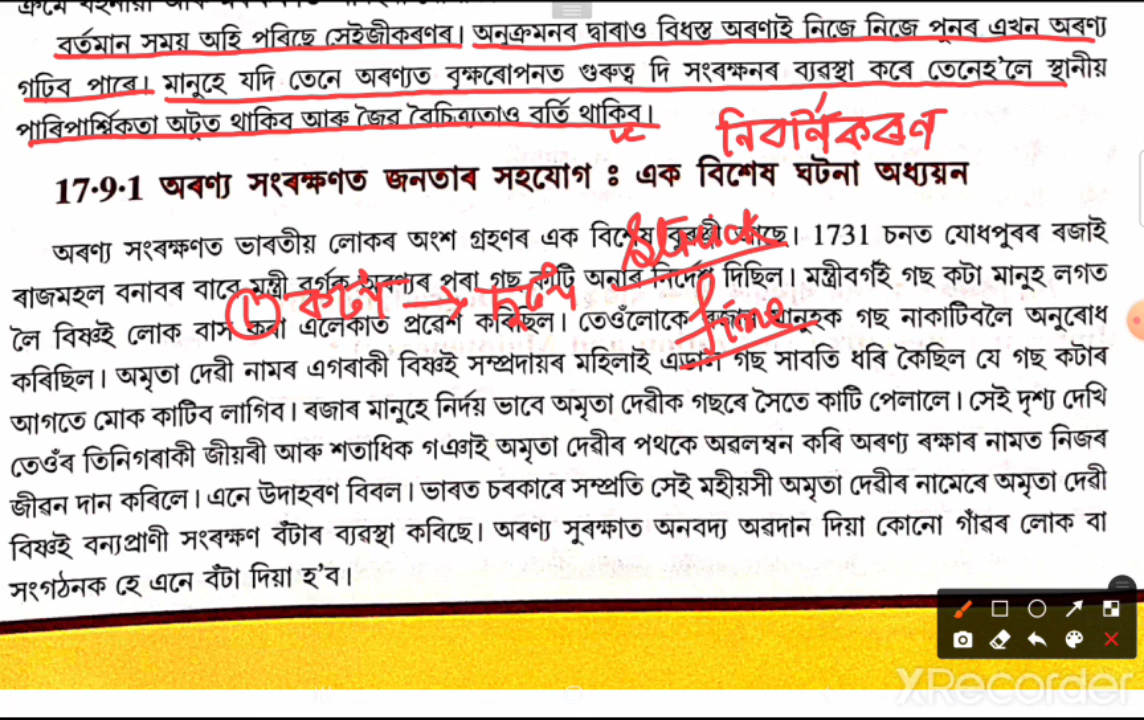 বৰ্তমান সময় অহি পৰিছে সেইজীকৰণৰ। অনুক্ৰমনৰ দ্বাৰাও বিধস্ত অৰণ্যই নিজে নিজে পুনৰ এখন অৰণ্য
গঢ়িব পাৰে। মানুহে যদি তেনে অৰণ্যত বৃক্ষৰোপনত গুৰুত্ব দি সংৰক্ষনৰ ব্যৱস্থা কৰে তেনেহ'লে স্থানীয়
পাৰিপাৰ্শ্বিকতা অটুত থাকিব আৰু জৈৱ বৈচিত্ৰ্যতাও বৰ্তি থাকিব।
নিবৰ্নিকৰণ
17·9·1 অৰণ্য সংৰক্ষণত জনতাৰ সহযোগ ঃ এক বিশেষ ঘটনা অধ্যয়ন
অৰণ্য সংৰক্ষণত ভাৰতীয় লোকৰ অংশ গ্ৰহণৰ এক বিশেষ আছে। 1731 চনত যোধপুৰৰ ৰজাই
ৰাজমহল বনাবৰ বাবে মন্ত্ৰী বৰ্গক অৰণ্যৰ পৰা গছ কাটি অনাৰ নিৰ্দেশ দিছিল। মন্ত্ৰীবৰ্গই গছ কটা মানুহ লগত
লৈ বিষ্ণই লোক বাস কৰা এলেকাত প্ৰৱেশ কৰিছিল। তেওঁলোকে ৰজাৰ মানুহক গছ নাকাটিবলৈ অনুৰোধ
কৰিছিল। অমৃতা দেৱী নামৰ এগৰাকী বিষ্ণই সম্প্ৰদায়ৰ মহিলাই এজোপা গছ সাবতি ধৰি কৈছিল যে গছ কটাৰ
আগতে মোক কাটিব লাগিব। ৰজাৰ মানুহে নিৰ্দয় ভাবে অমৃতা দেৱীক গছৰে সৈতে কাটি পেলালে। সেই দৃশ্য দেখি
তেওঁৰ তিনিগৰাকী জীয়ৰী আৰু শতাধিক গঞাই অমৃতা দেৱীৰ পথকে অৱলম্বন কৰি অৰণ্য ৰক্ষাৰ নামত নিজৰ
জীৱন দান কৰিলে। এনে উদাহৰণ বিৰল। ভাৰত চৰকাৰে সম্প্ৰতি সেই মহীয়সী অমৃতা দেৱীৰ নামেৰে অমৃতা দেৱী
বিষ্ণই বন্যপ্ৰাণী সংৰক্ষণ বঁটাৰ ব্যৱস্থা কৰিছে। অৰণ্য সুৰক্ষাত অনবদ্য অৱদান দিয়া কোনো গাঁৱৰ লোক বা
সংগঠনক হে এনে বঁটা দিয়া হ'ব।
XRecorder